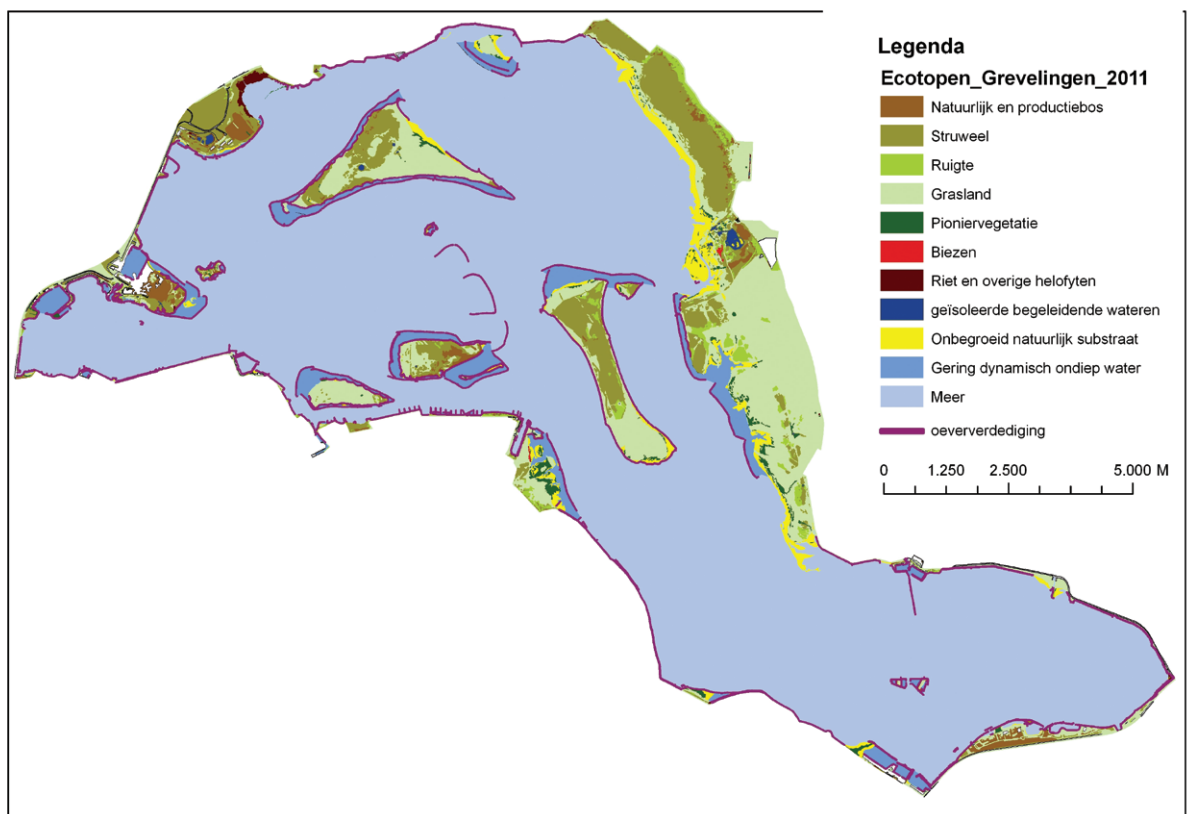 Legenda
Ecotopen_Grevelingen_2011
Natuurlijk en productiebos
Struweel
Ruigte
Grasland
Pioniervegetatie
Biezen
Riet en overige helofyten
geïsoleerde begeleidende wateren
Onbegroeid natuurlijk substraat
Gering dynamisch ondiep water
Meer
oeververdediging
0 1.250 2.500 5.000 M